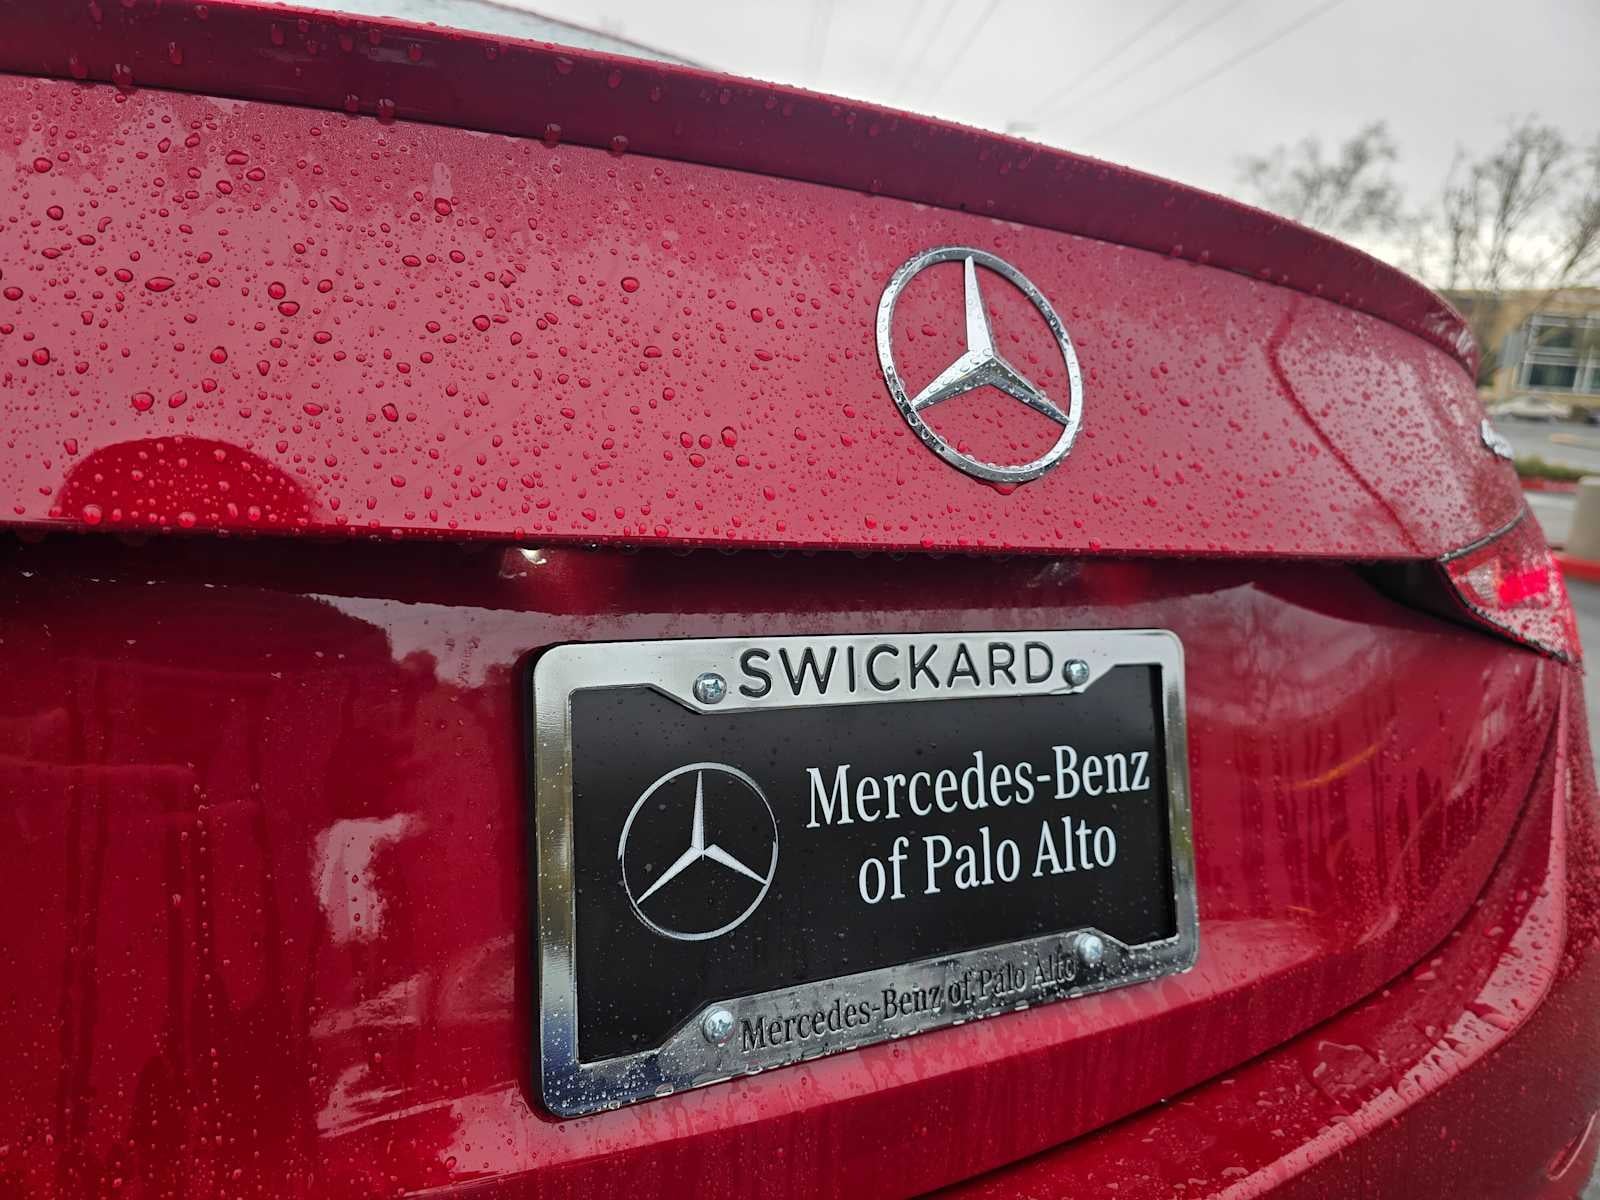 SWICKARD
Mercedes-Benz
of Palo Alto
Mercedes-Benz of Palo Alto